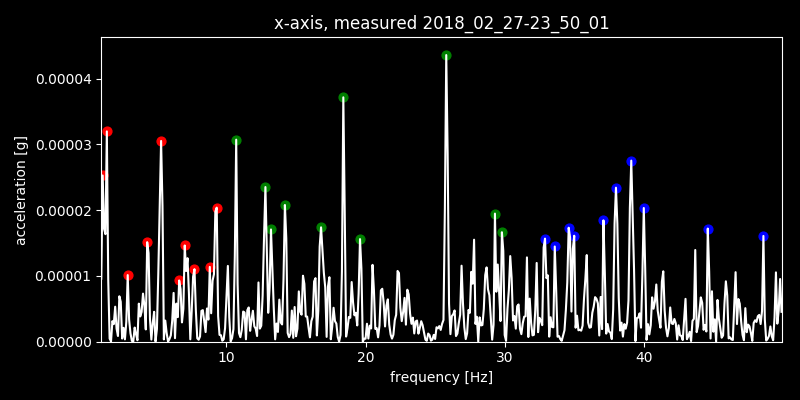 x-axis, measured 2018_02_27-23_50_01
acceleration [g]
0.00004
0.00003
0.00002
0.00001
0.00000
10 20 30 40
frequency [Hz]